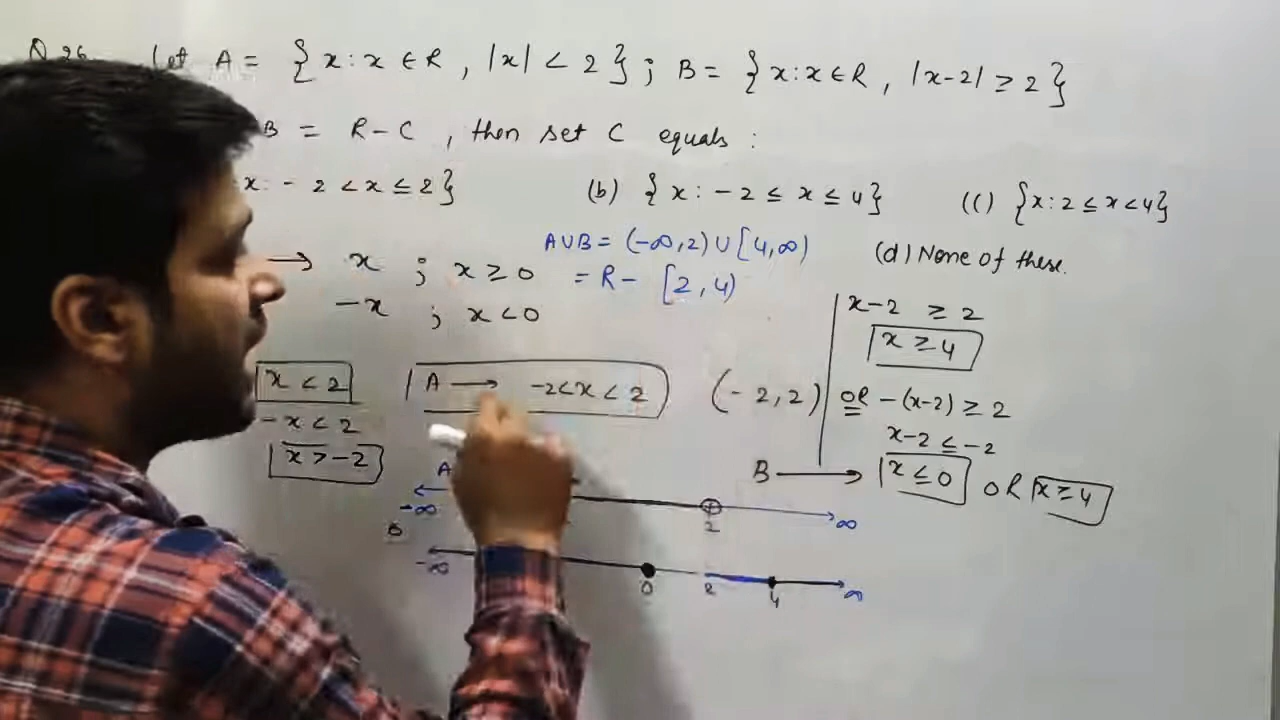 Q.26 Let A = { x : x ∈ R , |x| < 2 } ; B = { x : x ∈ R , |x-2| ≥ 2 }
B = R - C , then set C equals :
x : - 2 < x ≤ 2 } (b) { x : - 2 ≤ x ≤ 4 } (c) { x : 2 ≤ x < 4 }
A∪B = (-∞, 2) ∪ [4, ∞) (d) None of these.
= R - [2, 4)
→ x ; x ≥ 0
-x ; x < 0
x-2 ≥ 2
x ≥ 4
x < 2 A → -2 < x < 2 (-2, 2) OR -(x-2) ≥ 2
- x < 2 x-2 ≤ -2
x > -2 B → x ≤ 0 OR x ≥ 4
A
-∞ 2 ∞
B
-∞ 0 2 4 ∞